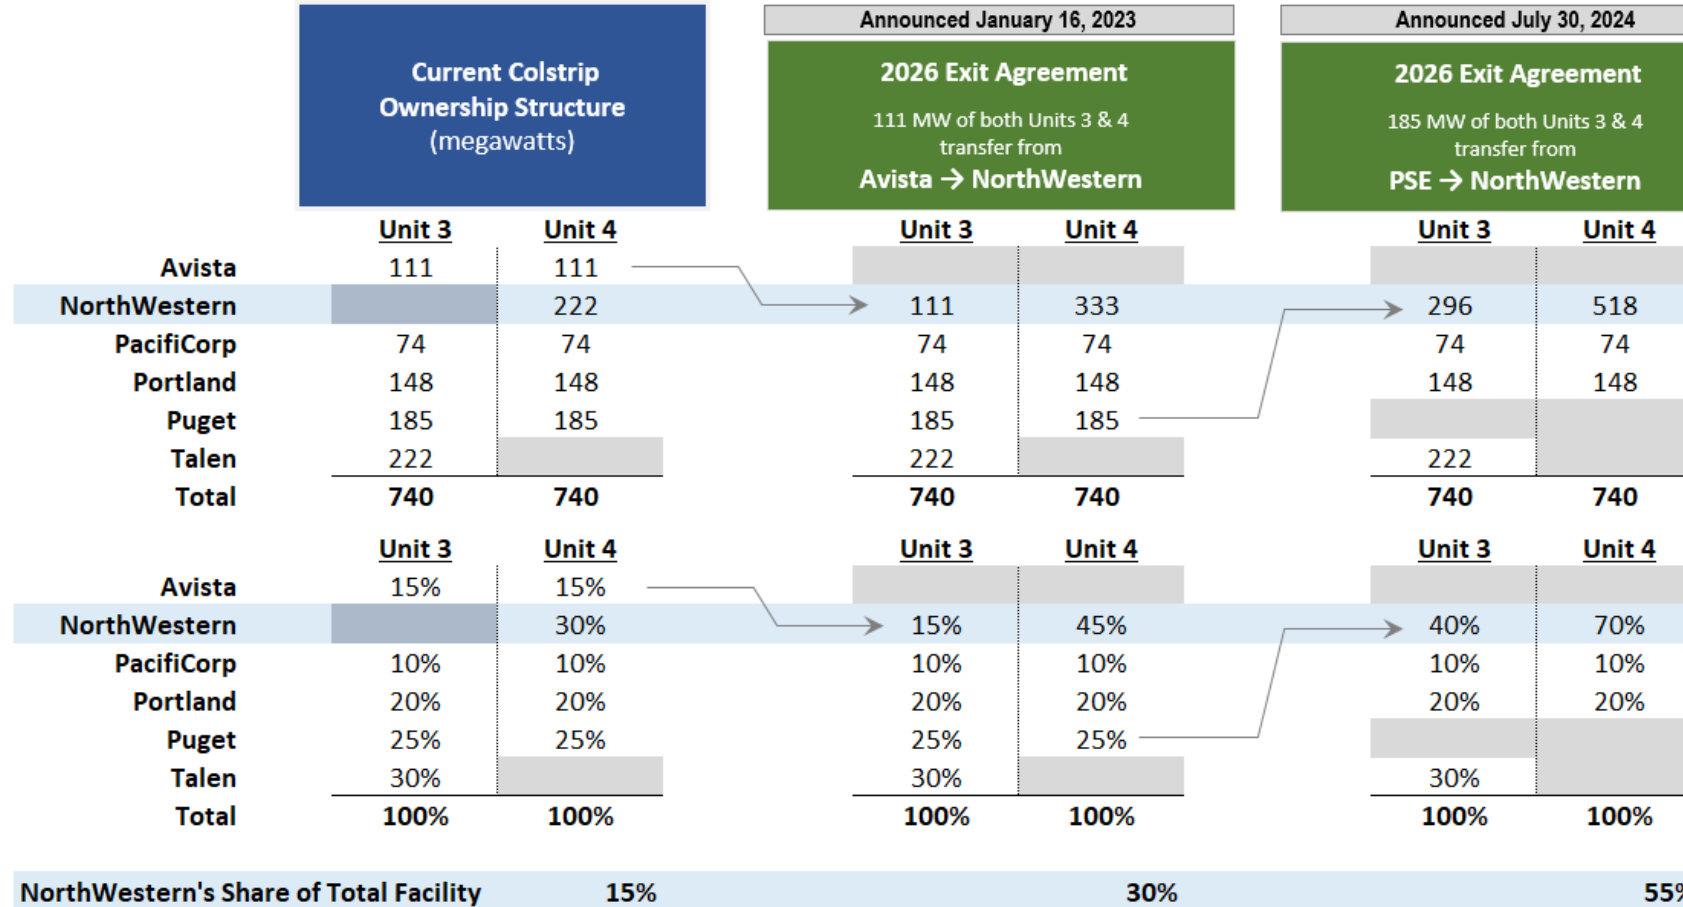 Announced January 16, 2023 Announced July 30, 2024
Current Colstrip
Ownership Structure
(megawatts)
2026 Exit Agreement
111 MW of both Units 3 & 4
transfer from
Avista → NorthWestern
2026 Exit Agreement
185 MW of both Units 3 & 4
transfer from
PSE → NorthWestern
Unit 3 Unit 4 Unit 3 Unit 4 Unit 3 Unit 4
Avista 111 111
NorthWestern 222 111 333 296 518
PacifiCorp 74 74 74 74 74 74
Portland 148 148 148 148 148 148
Puget 185 185 185 185
Talen 222 222 222
Total 740 740 740 740 740 740
Unit 3 Unit 4 Unit 3 Unit 4 Unit 3 Unit 4
Avista 15% 15%
NorthWestern 30% 15% 45% 40% 70%
PacifiCorp 10% 10% 10% 10% 10% 10%
Portland 20% 20% 20% 20% 20% 20%
Puget 25% 25% 25% 25%
Talen 30% 30% 30%
Total 100% 100% 100% 100% 100% 100%
NorthWestern's Share of Total Facility 15% 30% 55%